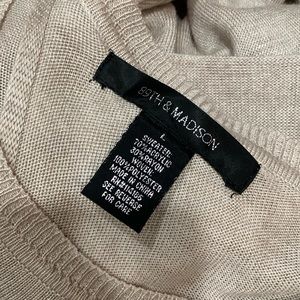 89TH & MADISON
L
SWEATER:
70%ACRYLIC
30%RAYON
WOVEN:
100%POLYESTER
MADE IN CHINA
SEE REVERSE
FOR CARE